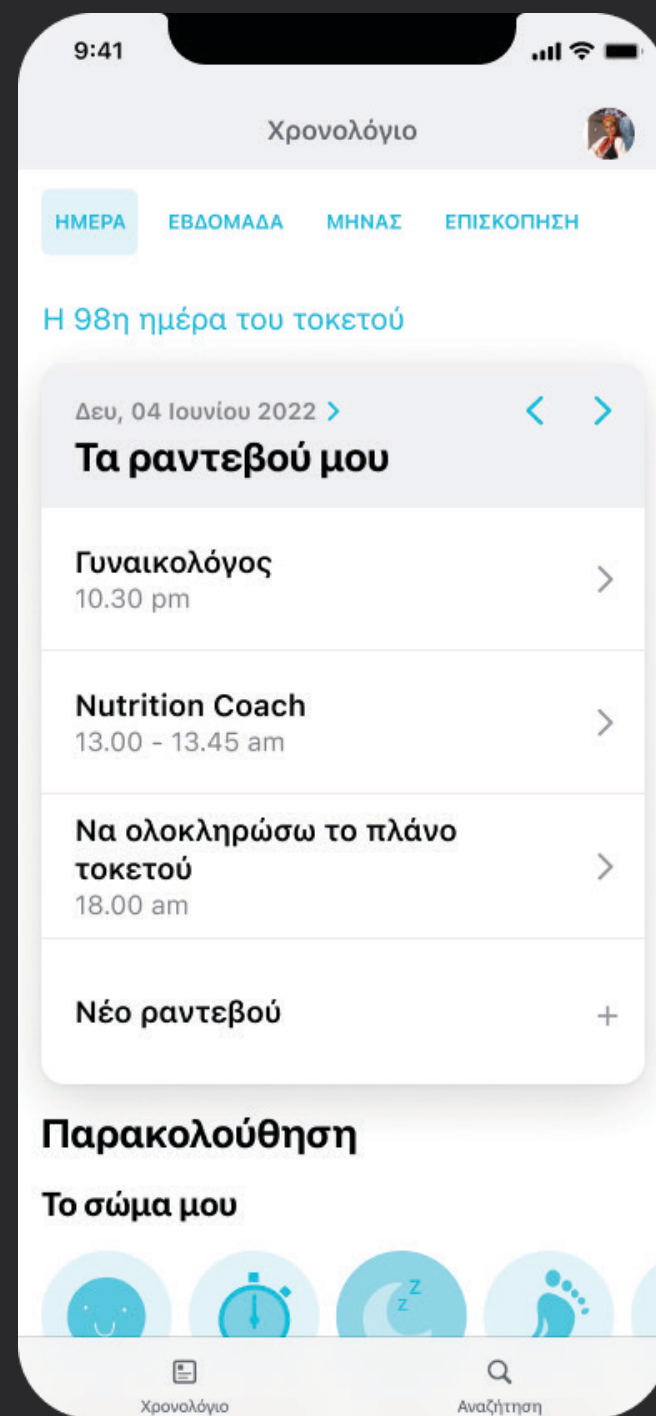 9:41
Χρονολόγιο
ΗΜΕΡΑ ΕΒΔΟΜΑΔΑ ΜΗΝΑΣ ΕΠΙΣΚΟΠΗΣΗ
Η 98η ημέρα του τοκετού
Δευ, 04 Ιουνίου 2022
Τα ραντεβού μου
Γυναικολόγος
10.30 pm
Nutrition Coach
13.00 - 13.45 am
Να ολοκληρώσω το πλάνο
τοκετού
18.00 am
Νέο ραντεβού
Παρακολούθηση
Το σώμα μου
z
z
Χρονολόγιο Αναζήτηση